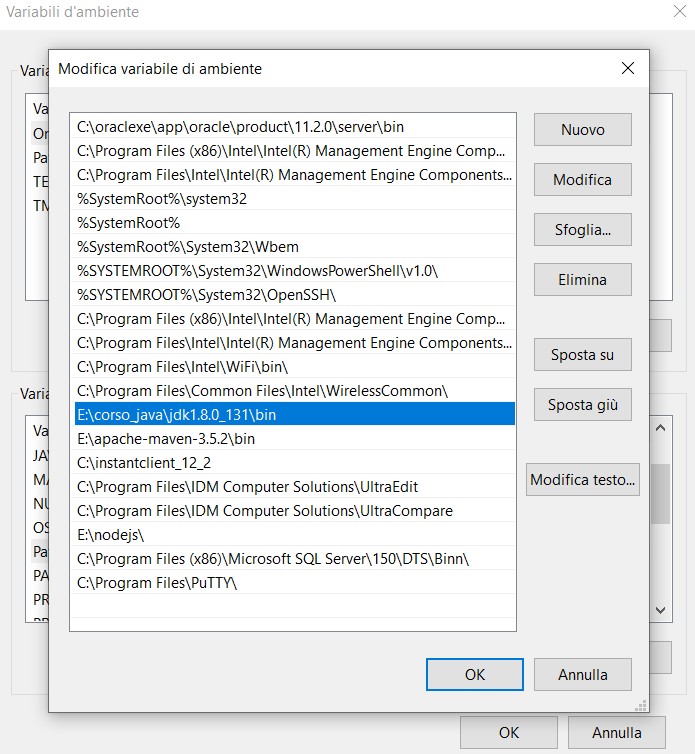 Variabili d'ambiente
Modifica variabile di ambiente
C:\oraclexe\app\oracle\product\11.2.0\server\bin
C:\Program Files (x86)\Intel\Intel(R) Management Engine Comp...
C:\Program Files\Intel\Intel(R) Management Engine Components...
%SystemRoot%\system32
%SystemRoot%
%SystemRoot%\System32\Wbem
%SYSTEMROOT%\System32\WindowsPowerShell\v1.0\
%SYSTEMROOT%\System32\OpenSSH\
C:\Program Files (x86)\Intel\Intel(R) Management Engine Comp...
C:\Program Files\Intel\Intel(R) Management Engine Components...
C:\Program Files\Intel\WiFi\bin\
C:\Program Files\Common Files\Intel\WirelessCommon\
E:\corso_java\jdk1.8.0_131\bin
E:\apache-maven-3.5.2\bin
C:\instantclient_12_2
C:\Program Files\IDM Computer Solutions\UltraEdit
C:\Program Files\IDM Computer Solutions\UltraCompare
E:\nodejs\
C:\Program Files (x86)\Microsoft SQL Server\150\DTS\Binn\
C:\Program Files\PuTTY\
Nuovo
Modifica
Sfoglia...
Elimina
Sposta su
Sposta giù
Modifica testo...
OK
Annulla
Varia
Va
Or
Pa
TE
TM
Varia
Va
JA
MA
NU
OS
Pa
PA
PR
OK
Annulla